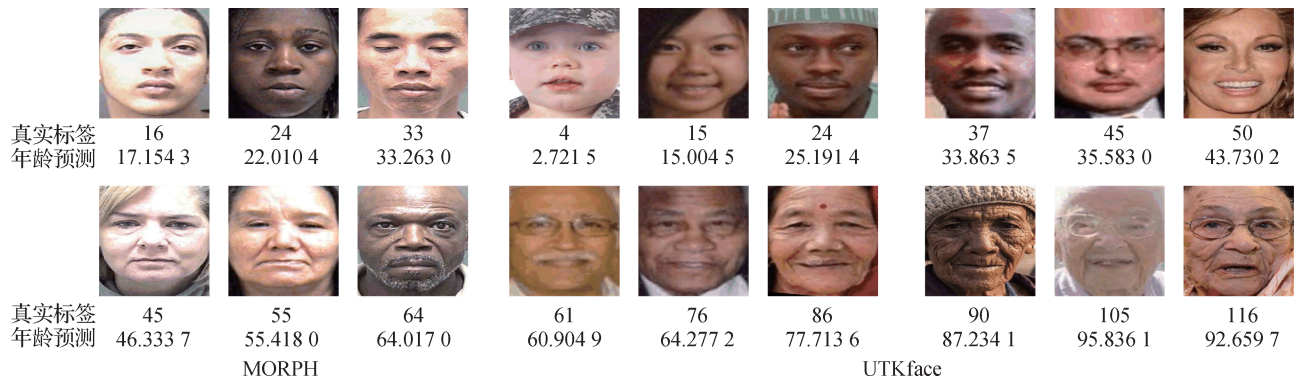 真实标签 16 24 33 4 15 24 37 45 50
年龄预测 17.154 3 22.010 4 33.263 0 2.721 5 15.004 5 25.191 4 33.863 5 35.583 0 43.730 2
真实标签 45 55 64 61 76 86 90 105 116
年龄预测 46.333 7 55.418 0 64.017 0 60.904 9 64.277 2 77.713 6 87.234 1 95.836 1 92.659 7
MORPH UTKface